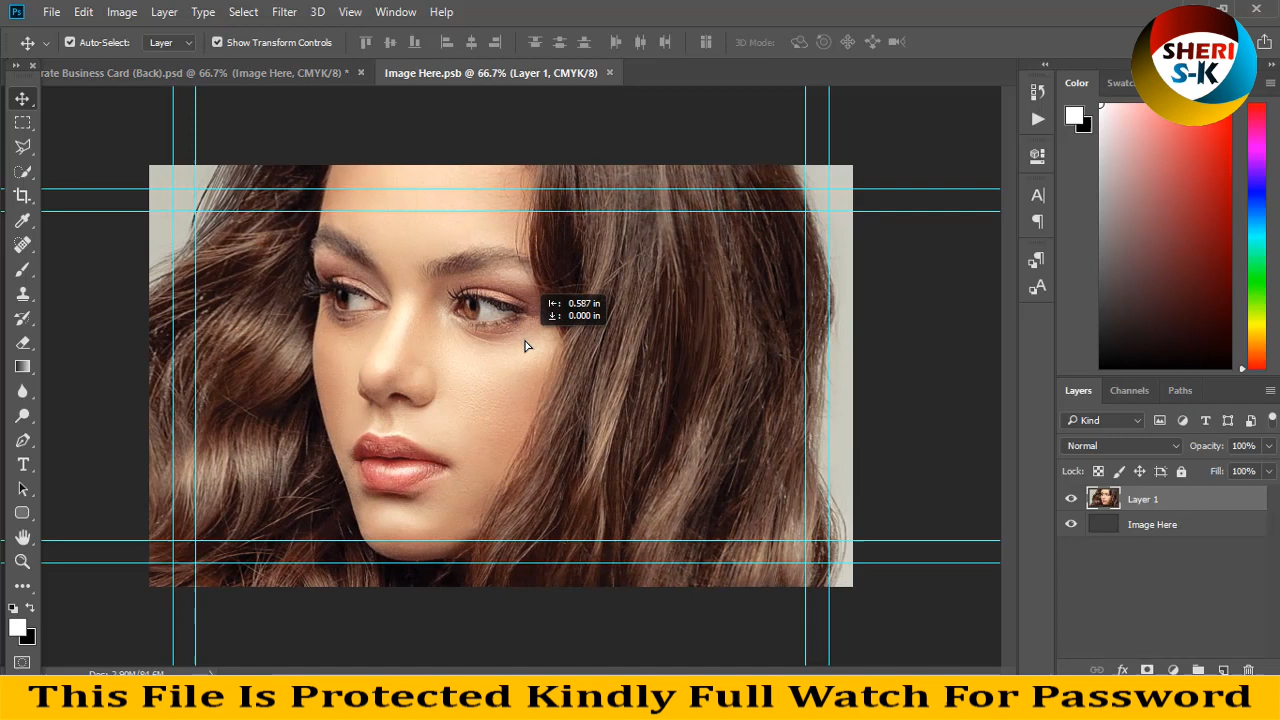 Ps File Edit Image Layer Type Select Filter 3D View Window Help
Auto-Select: Layer Show Transform Controls 3D Mode:
SHERI
S-K
rate Business Card (Back).psd @ 66.7% (Image Here, CMYK/8) * Image Here.psb @ 66.7% (Layer 1, CMYK/8)
Color
0.587 in
0.000 in
Layers Channels Paths
Kind
Normal Opacity: 100%
Lock: Fill: 100%
Layer 1
Image Here
This File Is Protected Kindly Full Watch For Password